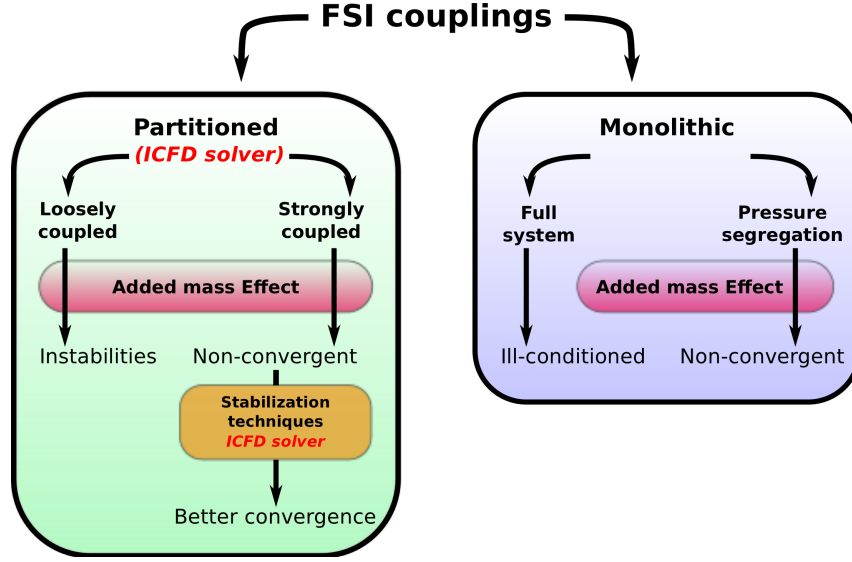 FSI couplings
Partitioned
(ICFD solver)
Loosely
coupled
Strongly
coupled
Added mass Effect
Instabilities
Non-convergent
Stabilization
techniques
ICFD solver
Better convergence
Monolithic
Full
system
Pressure
segregation
Added mass Effect
Ill-conditioned
Non-convergent